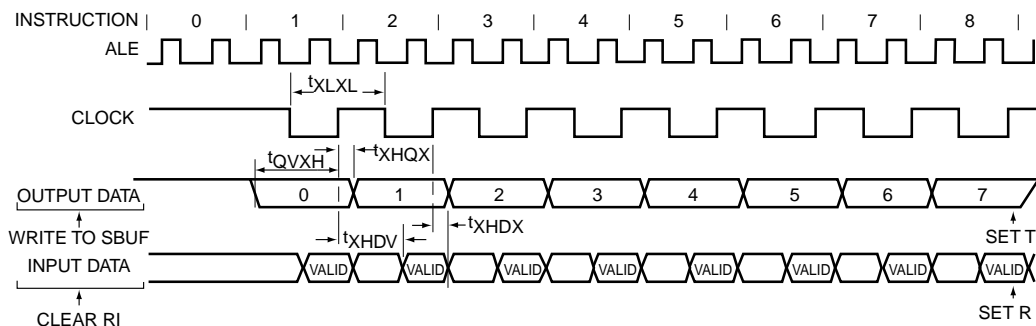 INSTRUCTION | 0 | 1 | 2 | 3 | 4 | 5 | 6 | 7 | 8 |
ALE
tXLXL
CLOCK
tQVXH tXHQX
OUTPUT DATA 0 1 2 3 4 5 6 7
tXHDV tXHDX
WRITE TO SBUF SET T
INPUT DATA VALID VALID VALID VALID VALID VALID VALID VALID
CLEAR RI SET R